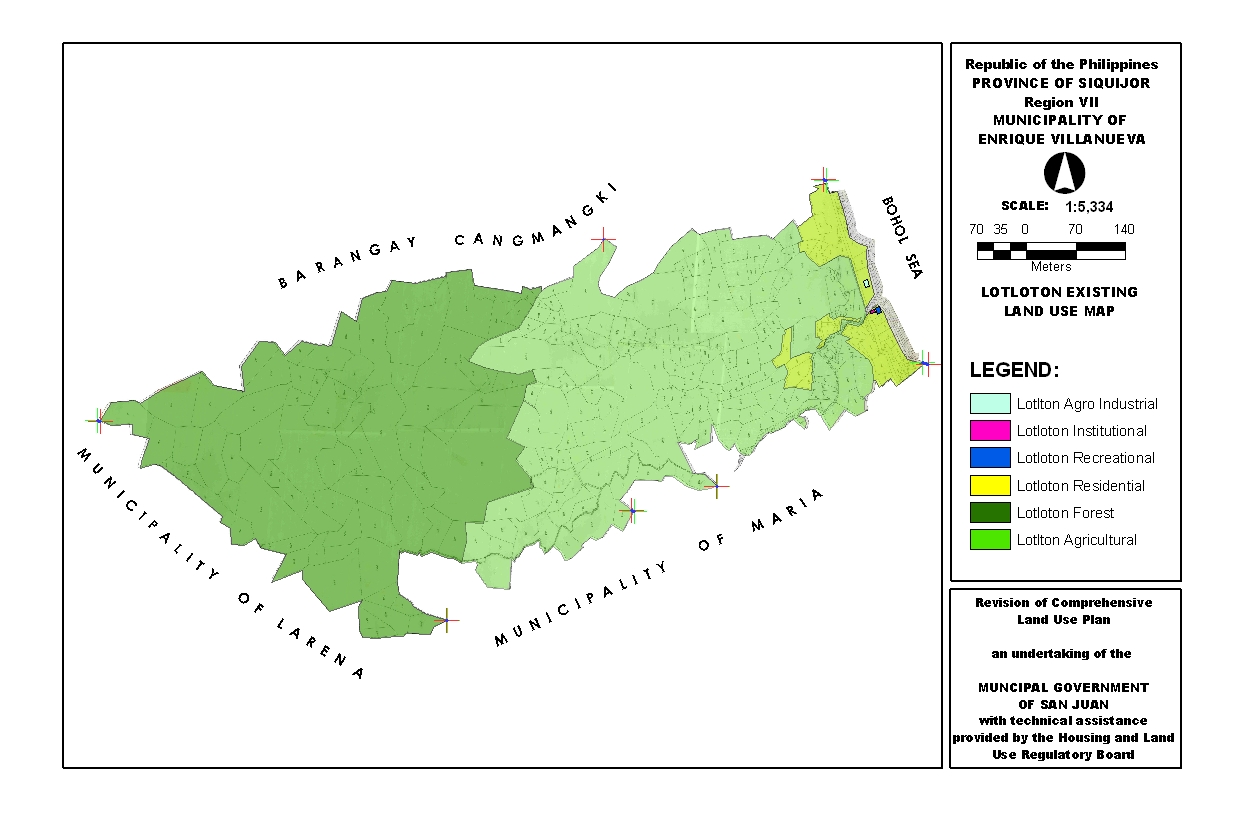 BARANGAY CANGMANGKI
BOHOL SEA
MUNICIPALITY OF LARENA
MUNICIPALITY OF MARIA
Republic of the Philippines
PROVINCE OF SIQUIJOR
Region VII
MUNICIPALITY OF
ENRIQUE VILLANUEVA
SCALE: 1:5,334
70 35 0 70 140
Meters
LOTLOTON EXISTING
LAND USE MAP
LEGEND:
Lotlton Agro Industrial
Lotloton Institutional
Lotloton Recreational
Lotloton Residential
Lotloton Forest
Lotlton Agricultural
Revision of Comprehensive
Land Use Plan
an undertaking of the
MUNCIPAL GOVERNMENT
OF SAN JUAN
with technical assistance
provided by the Housing and Land
Use Regulatory Board